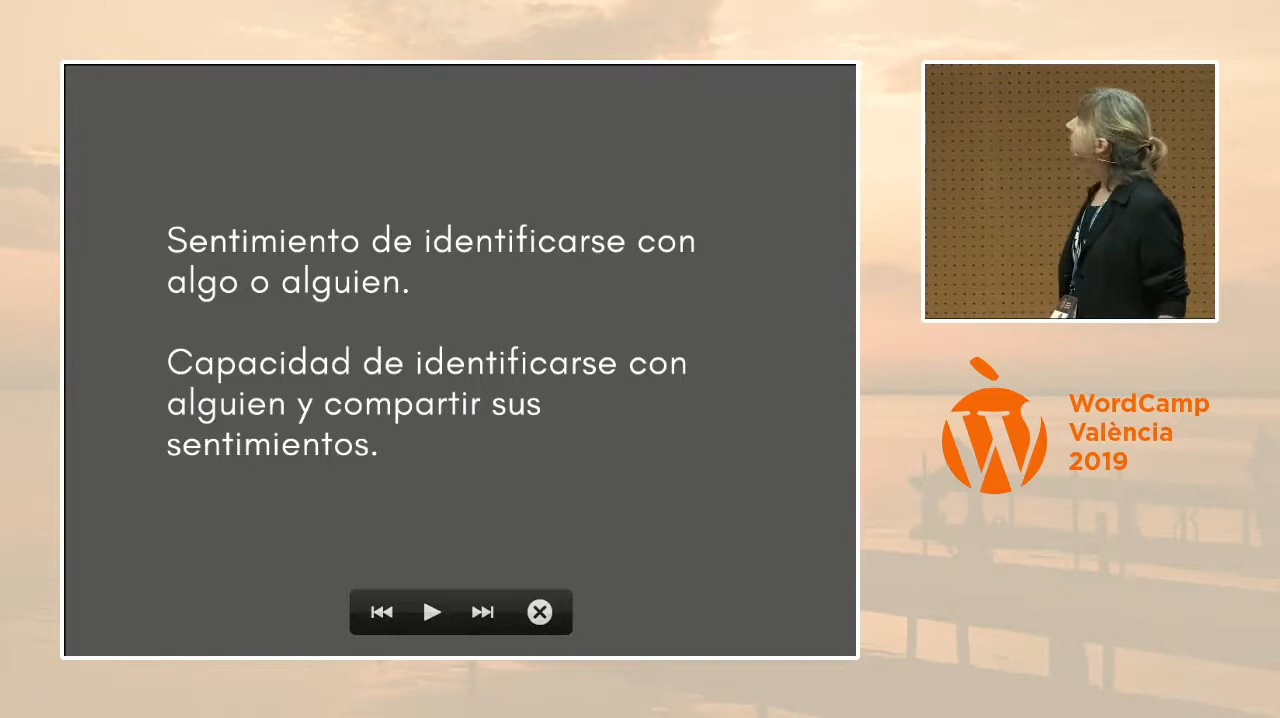 Sentimiento de identificarse con
algo o alguien.
Capacidad de identificarse con
alguien y compartir sus
sentimientos.
WordCamp
València
2019